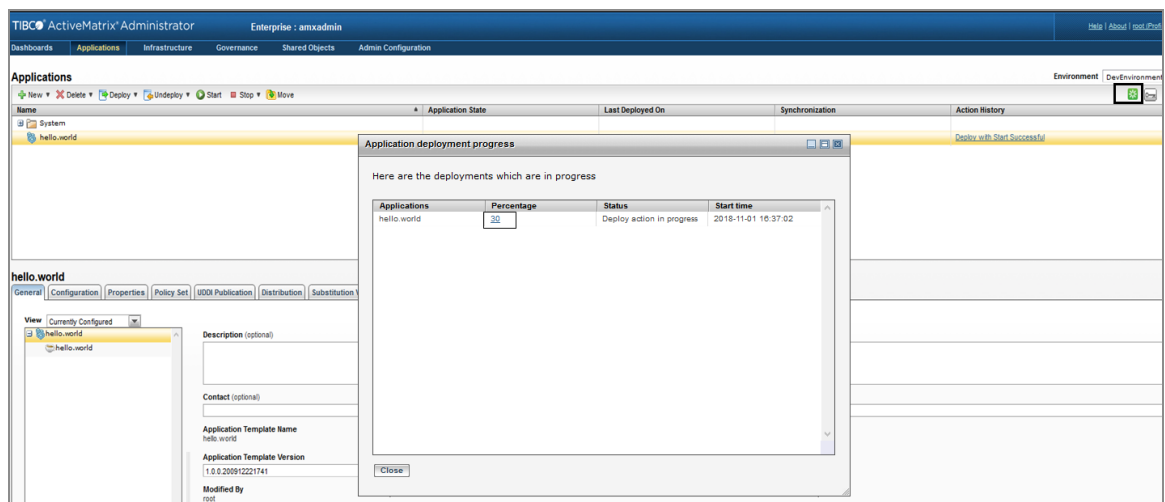 TIBCO ActiveMatrix Administrator Enterprise : amxadmin Help | About | root (Profi
Dashboards Applications Infrastructure Governance Shared Objects Admin Configuration
Applications Environment DevEnvironment
New Delete Deploy Undeploy Start Stop Move
Name Application State Last Deployed On Synchronization Action History
System
hello.world Deploy with Start Successful
Application deployment progress
Here are the deployments which are in progress
Applications Percentage Status Start time
hello.world 30 Deploy action in progress 2018-11-01 16:37:02
Close
hello.world
General Configuration Properties Policy Set UDDI Publication Distribution Substitution V
View Currently Configured
hello.world
hello.world
Description (optional)
Contact (optional)
Application Template Name
hello.world
Application Template Version
1.0.0.200912221741
Modified By
root